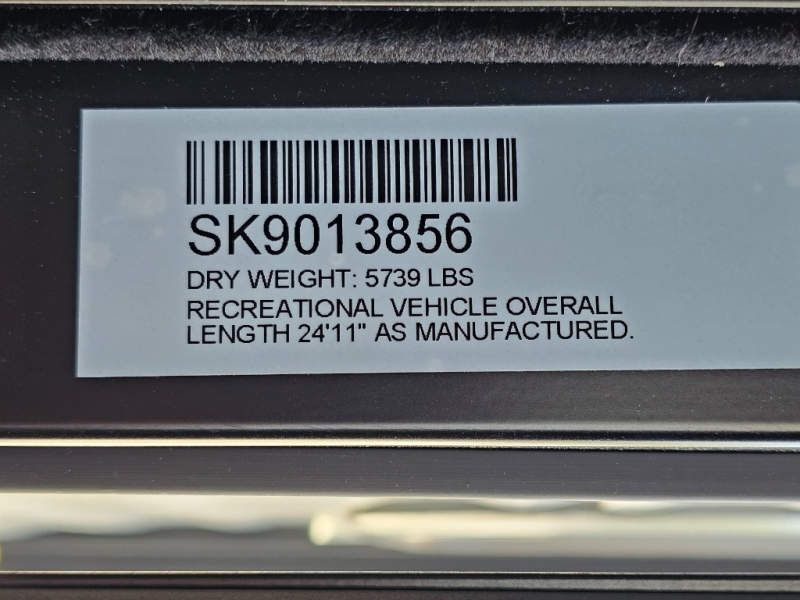 SK9013856
DRY WEIGHT: 5739 LBS
RECREATIONAL VEHICLE OVERALL
LENGTH 24'11" AS MANUFACTURED.